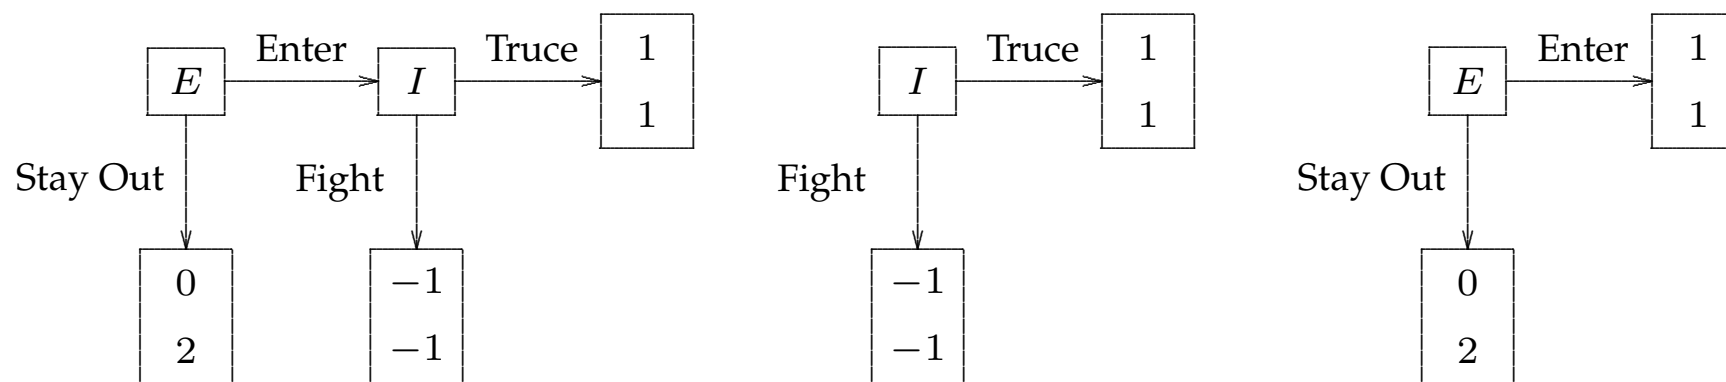 Enter Truce 1
E I 1
Stay Out Fight
0 -1
2 -1
Truce 1
I 1
Fight
−1
−1
Enter 1
E 1
Stay Out
0
2